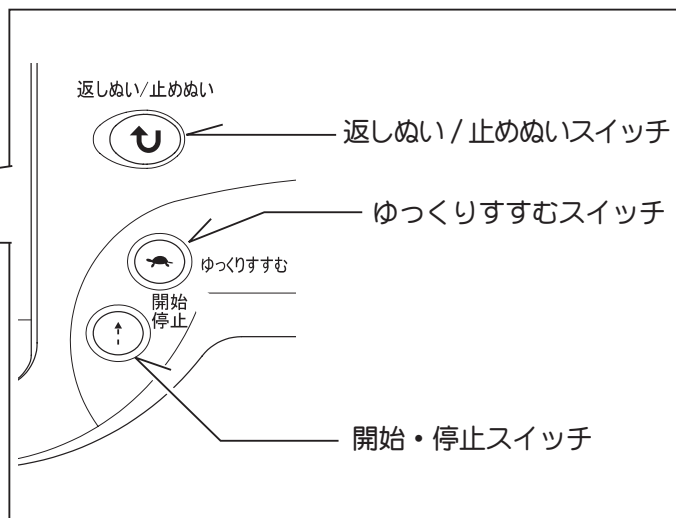 返しぬい/止めぬい
返しぬい/止めぬいスイッチ
ゆっくりすすむスイッチ
ゆっくりすすむ
開始
停止
開始・停止スイッチ